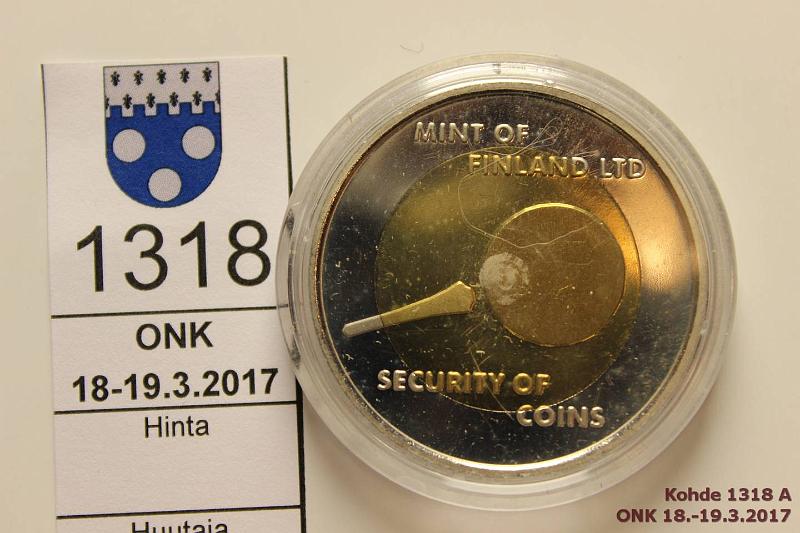 1318
ONK
18-19.3.2017
Hinta
Huutaja
MINT OF
FINLAND LTD
SECURITY OF
COINS
Kohde 1318 A
ONK 18.-19.3.2017